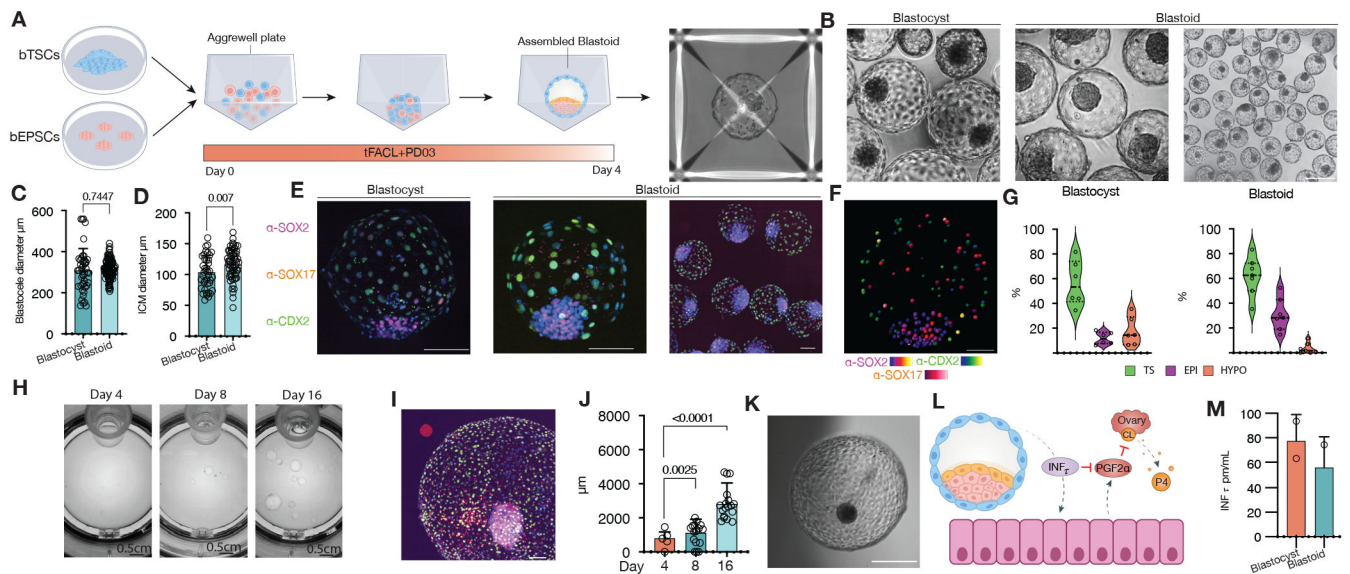 A
bTSCs
bEPSCs
Aggrewell plate
Assembled Blastoid
tFACL+PD03
Day 0
Day 4
B
Blastocyst
Blastoid
C
0.7447
Blastocele diameter µm
600
400
200
0
Blastocyst
Blastoid
D
0.007
ICM diameter µm
200
150
100
50
0
Blastocyst
Blastoid
E
Blastocyst
Blastoid
α-SOX2
α-SOX17
α-CDX2
F
α-SOX2
α-CDX2
α-SOX17
G
Blastocyst
%
100
80
60
40
20
Blastoid
%
100
80
60
40
20
TS
EPI
HYPO
H
Day 4
Day 8
Day 16
0.5cm
0.5cm
0.5cm
I
J
<0.0001
0.0025
µm
8000
6000
4000
2000
0
Day
4
8
16
K
L
INFτ
PGF2α
Ovary
CL
P4
M
INF τ pm/mL
100
80
60
40
20
0
Blastocyst
Blastoid